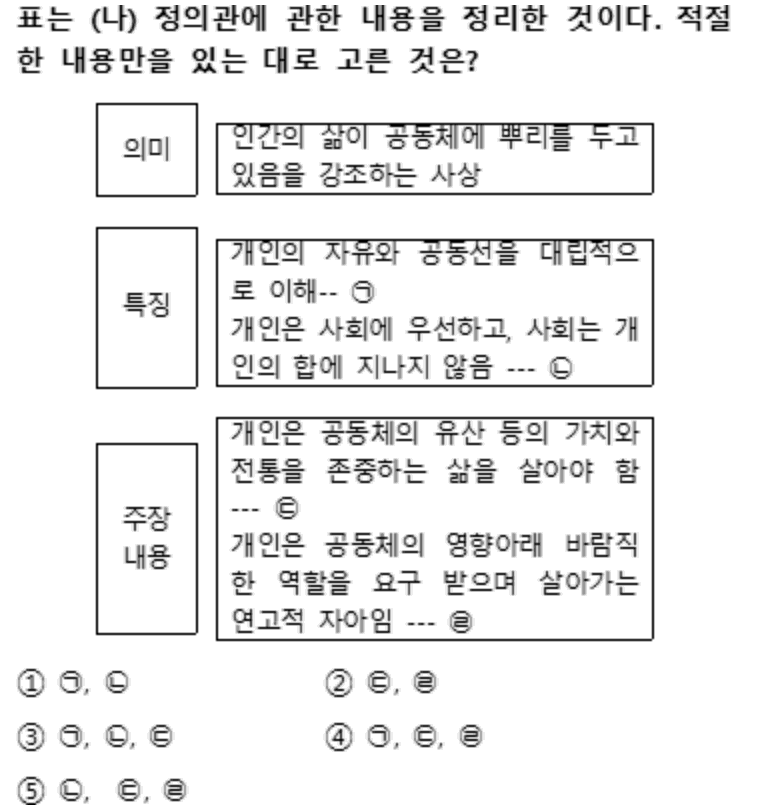 표는 (나) 정의관에 관한 내용을 정리한 것이다. 적절
한 내용만을 있는 대로 고른 것은?
의미
인간의 삶이 공동체에 뿌리를 두고
있음을 강조하는 사상
특징
개인의 자유와 공동선을 대립적으
로 이해-- ㉠
개인은 사회에 우선하고, 사회는 개
인의 합에 지나지 않음 --- ㉡
주장
내용
개인은 공동체의 유산 등의 가치와
전통을 존중하는 삶을 살아야 함
--- ㉢
개인은 공동체의 영향아래 바람직
한 역할을 요구 받으며 살아가는
연고적 자아임 --- ㉣
① ㉠, ㉡
② ㉢, ㉣
③ ㉠, ㉡, ㉢
④ ㉠, ㉢, ㉣
⑤ ㉡, ㉢, ㉣